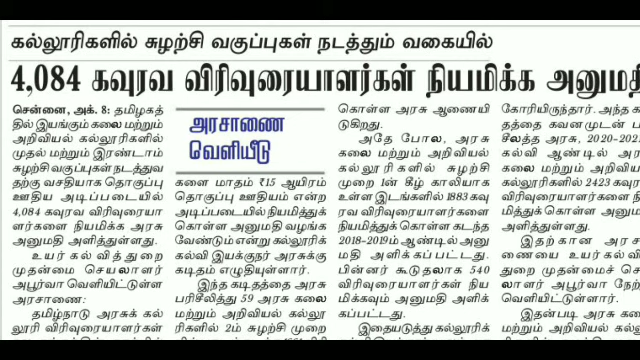 கல்லூரிகளில் சுழற்சி வகுப்புகள் நடத்தும் வகையில்
4,084 கவுரவ விரிவுரையாளர்கள் நியமிக்க அனுமதி
சென்னை, அக். 8: தமிழகத்
தில் இயங்கும் கலை மற்றும்
அறிவியல் கல்லூரிகளில்
முதல் மற்றும் இரண்டாம்
சுழற்சி வகுப்புகள் நடத்துவ
தற்கு வசதியாக தொகுப்பு
ஊதிய அடிப்படையில்
4,084 கவுரவ விரிவுரையா
ளர்களை நியமிக்க அரசு
அனுமதி அளித்துள்ளது.
உயர் கல்வித்துறை
முதன்மை செயலாளர்
அபூர்வா வெளியிட்டுள்ள
அரசாணை:
தமிழ்நாடு அரசுக் கல்
லூரி விரிவுரையாளர்கள்
அரசாணை
வெளியீடு
களை மாதம் ₹15 ஆயிரம்
தொகுப்பு ஊதியம் என்ற
அடிப்படையில் நியமித்துக்
கொள்ள அனுமதி வழங்க
வேண்டும் என்று கல்லூரிக்
கல்வி இயக்குநர் அரசுக்கு
கடிதம் எழுதியுள்ளார்.
இந்த கடிதத்தை அரசு
பரிசீலித்து 59 அரசு கலை
மற்றும் அறிவியல் கல்லூ
ரிகளில் 2ம் சுழற்சி முறை
கொள்ள அரசு ஆணையி
டுகிறது.
அதே போல, அரசு
கலை மற்றும் அறிவியல்
கல்லூரிகளில் சுழற்சி
முறை 1ன் கீழ் காலியாக
உள்ள இடங்களில் 1883 கவு
ரவ விரிவுரையாளர்களை
நியமித்துக் கொள்ள கடந்த
2018-2019ம் ஆண்டில் அனு
மதி அளிக்கப்பட்டது.
பின்னர் கூடுதலாக 540
விரிவுரையாளர்கள் நிய
மிக்கவும் அனுமதி அளிக்
கப்பட்டது.
இதையடுத்து கல்லூரிக்
கோரியிருந்தார். அந்த க
தத்தை கவனமுடன் ப
சீலத்த அரசு, 2020-202
கல்வி ஆண்டில் அர
கலை மற்றும் அறிவியல்
கல்லூரிகளில் 2423 கவுர
விரிவுரையாளர்களை நிய
மித்துக் கொள்ள அனும
அளித்துள்ளது.
இதற்கான அரச
ணையை உயர் கல்வி
துறை முதன்மைச் செ
லாளர் அபூர்வா நேற்
வெளியிட்டுள்ளார்.
இதன்படி அரசு க
மற்றும் அறிவியல் கல்